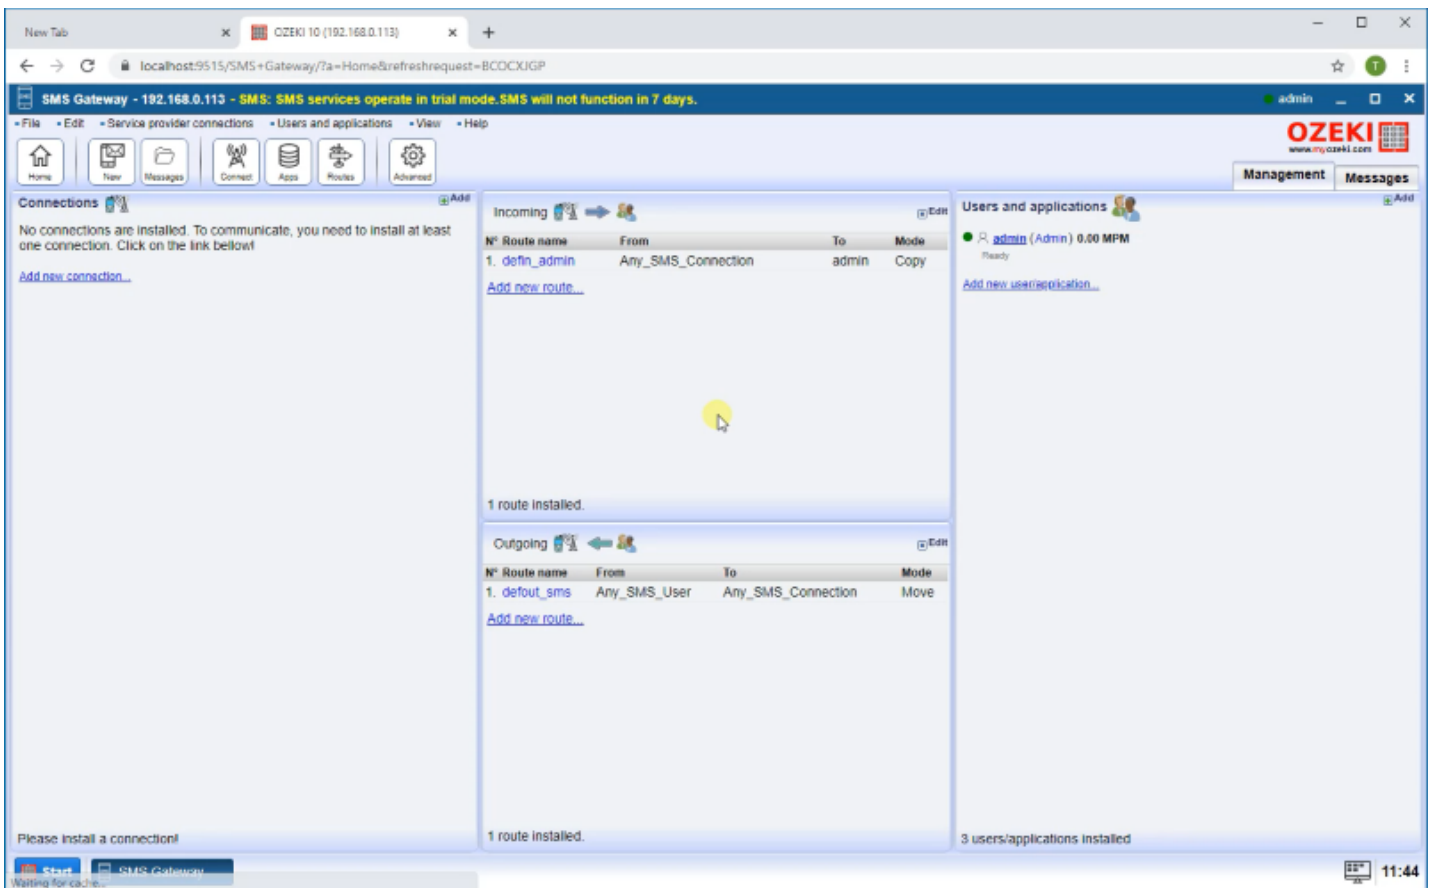 New Tab
OZEKI 10 (192.168.0.113)
localhost:9515/SMS+Gateway/?a=Home&refreshrequest=BCOCXJGP
T
SMS Gateway - 192.168.0.113 - SMS: SMS services operate in trial mode.SMS will not function in 7 days.
admin
File Edit Service provider connections Users and applications View Help
OZEKI
www.myozeki.com
Home New Messages Connect Apps Routes Advanced
Management Messages
Connections
Add
No connections are installed. To communicate, you need to install at least
one connection. Click on the link bellow!
Add new connection...
Please install a connection!
Incoming
Edit
N° Route name From To Mode
1. defin_admin Any_SMS_Connection admin Copy
Add new route...
1 route installed.
Outgoing
Edit
N° Route name From To Mode
1. defout_sms Any_SMS_User Any_SMS_Connection Move
Add new route...
1 route installed.
Users and applications
Add
admin (Admin) 0.00 MPM
Ready
Add new user/application...
3 users/applications installed
Start
SMS Gateway
Waiting for cache...
11:44